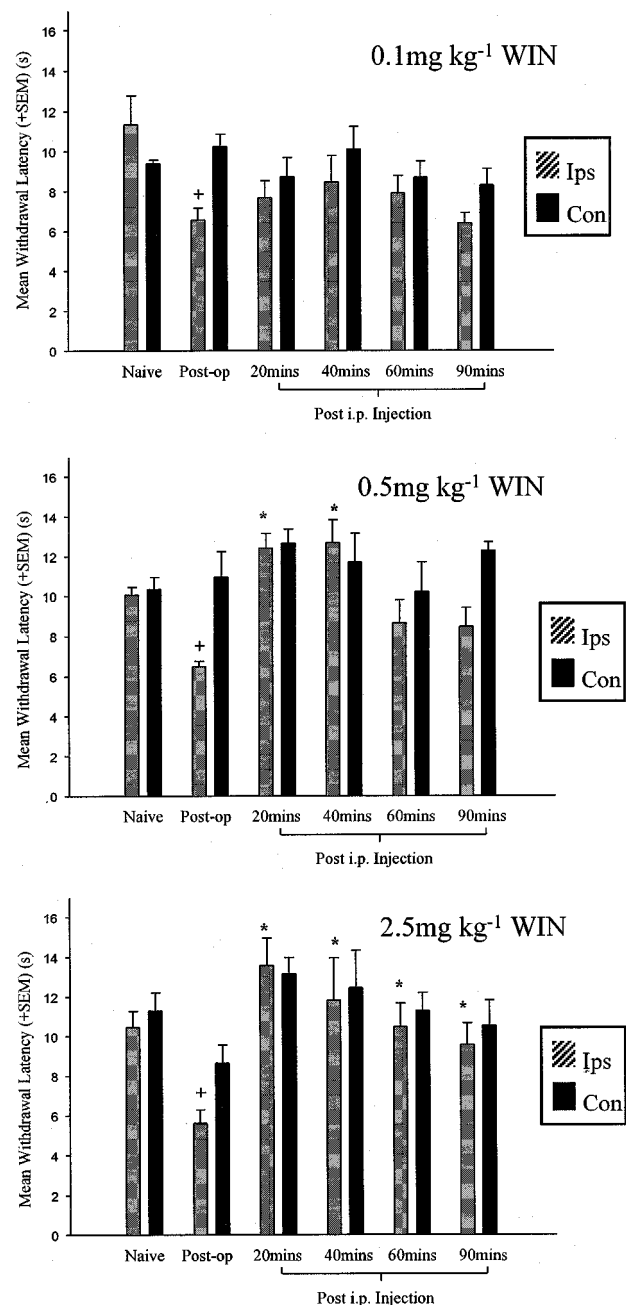 0.1mg kg-1 WIN
Mean Withdrawal Latency (+SEM) (s)
16
14
12
10
8
6
4
2
0
+
Ips
Con
Naive Post-op 20mins 40mins 60mins 90mins
Post i.p. Injection
0.5mg kg-1 WIN
Mean Withdrawal Latency (+SEM) (s)
16
14
12
10
8
6
4
2
.0
+
* *
Ips
Con
Naive Post-op 20mins 40mins 60mins 90mins
Post i.p. Injection
2.5mg kg-1 WIN
Mean Withdrawal Latency (+SEM) (s)
16
14
12
10
8
6
4
2
0
+
* * * *
Ips
Con
Naive Post-op 20mins 40mins 60mins 90mins
Post i.p. Injection